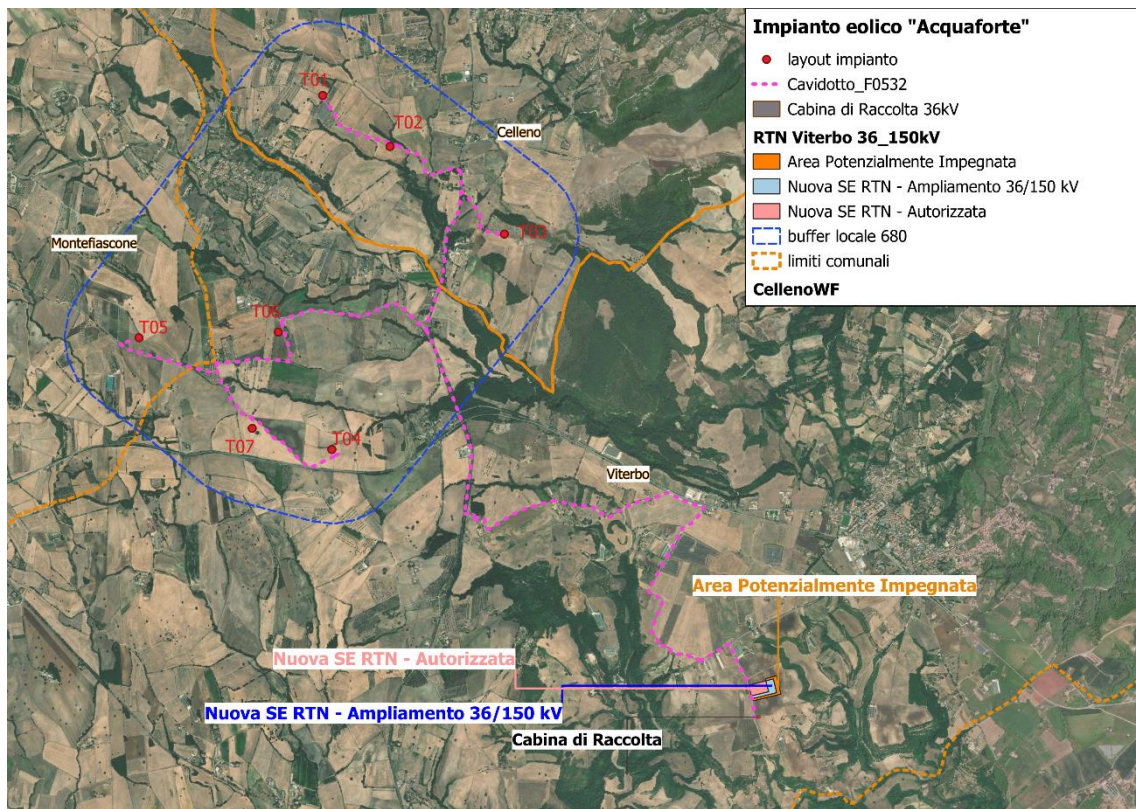 Impianto eolico "Acquaforte"
layout impianto
Cavidotto_F0532
Cabina di Raccolta 36kV
RTN Viterbo 36_150kV
Area Potenzialmente Impegnata
Nuova SE RTN - Ampliamento 36/150 kV
Nuova SE RTN - Autorizzata
buffer locale 680
limiti comunali
CellenoWF
T01
T02
Celleno
T03
Montefiascone
T05
T06
T07
T04
Viterbo
Area Potenzialmente Impegnata
Nuova SE RTN - Autorizzata
Nuova SE RTN - Ampliamento 36/150 kV
Cabina di Raccolta